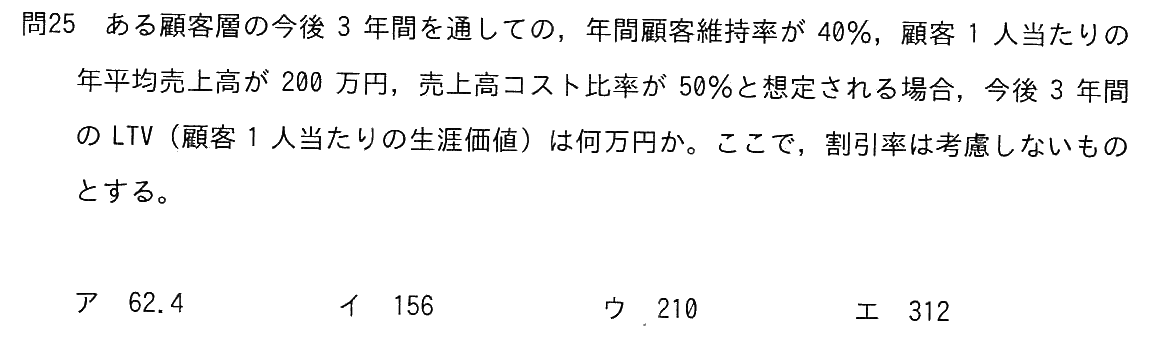 問25 ある顧客層の今後 3 年間を通しての，年間顧客維持率が 40%，顧客 1 人当たりの
年平均売上高が 200 万円，売上高コスト比率が 50%と想定される場合，今後 3 年間
の LTV（顧客 1 人当たりの生涯価値）は何万円か。ここで，割引率は考慮しないもの
とする。
ア 62.4 イ 156 ウ 210 エ 312